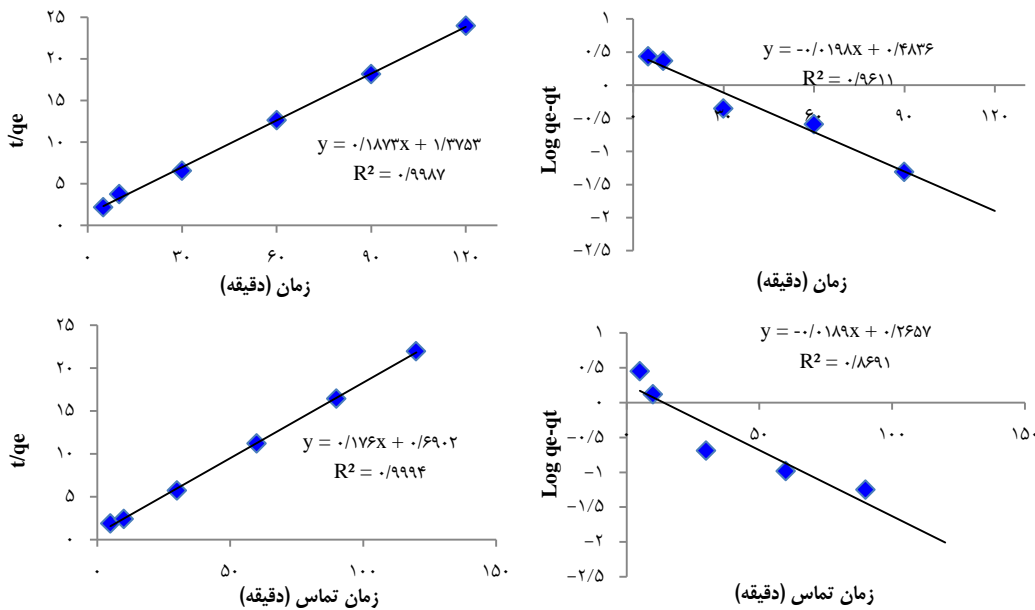 t/qe
۲۵
۲۰
۱۵
۱۰
۵
۰
y = ۰/۱۸۷۳x + ۱/۳۷۵۳
R² = ۰/۹۹۸۷
۰ ۳۰ ۶۰ ۹۰ ۱۲۰
زمان (دقیقه)
Log qe-qt
۱
۰/۵
۰
-۰/۵
-۱
-۱/۵
-۲
-۲/۵
y = -۰/۰۱۹۸x + ۰/۴۸۳۶
R² = ۰/۹۶۱۱
۰ ۳۰ ۶۰ ۹۰ ۱۲۰
زمان (دقیقه)
t/qe
۲۵
۲۰
۱۵
۱۰
۵
۰
y = ۰/۱۷۶x + ۰/۶۹۰۲
R² = ۰/۹۹۹۴
۰ ۵۰ ۱۰۰ ۱۵۰
زمان تماس (دقیقه)
Log qe-qt
۱
۰/۵
۰
-۰/۵
-۱
-۱/۵
-۲
-۲/۵
y = -۰/۰۱۸۹x + ۰/۲۶۵۷
R² = ۰/۸۶۹۱
۰ ۵۰ ۱۰۰ ۱۵۰
زمان تماس (دقیقه)